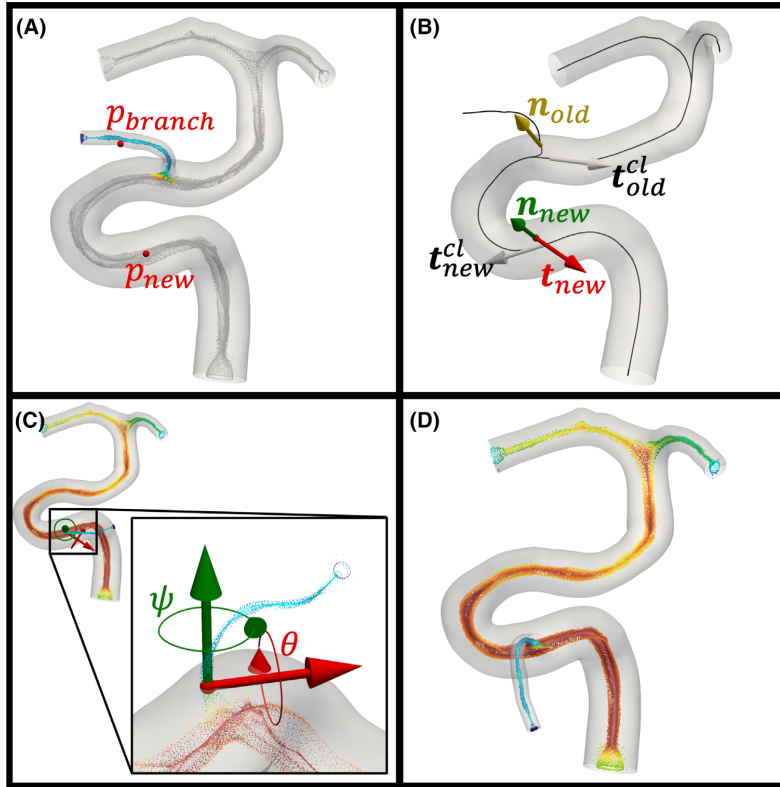 (A)
p_branch
p_new
(B)
n_old
t_old^cl
n_new
t_new^cl
t_new
(C)
ψ
θ
(D)